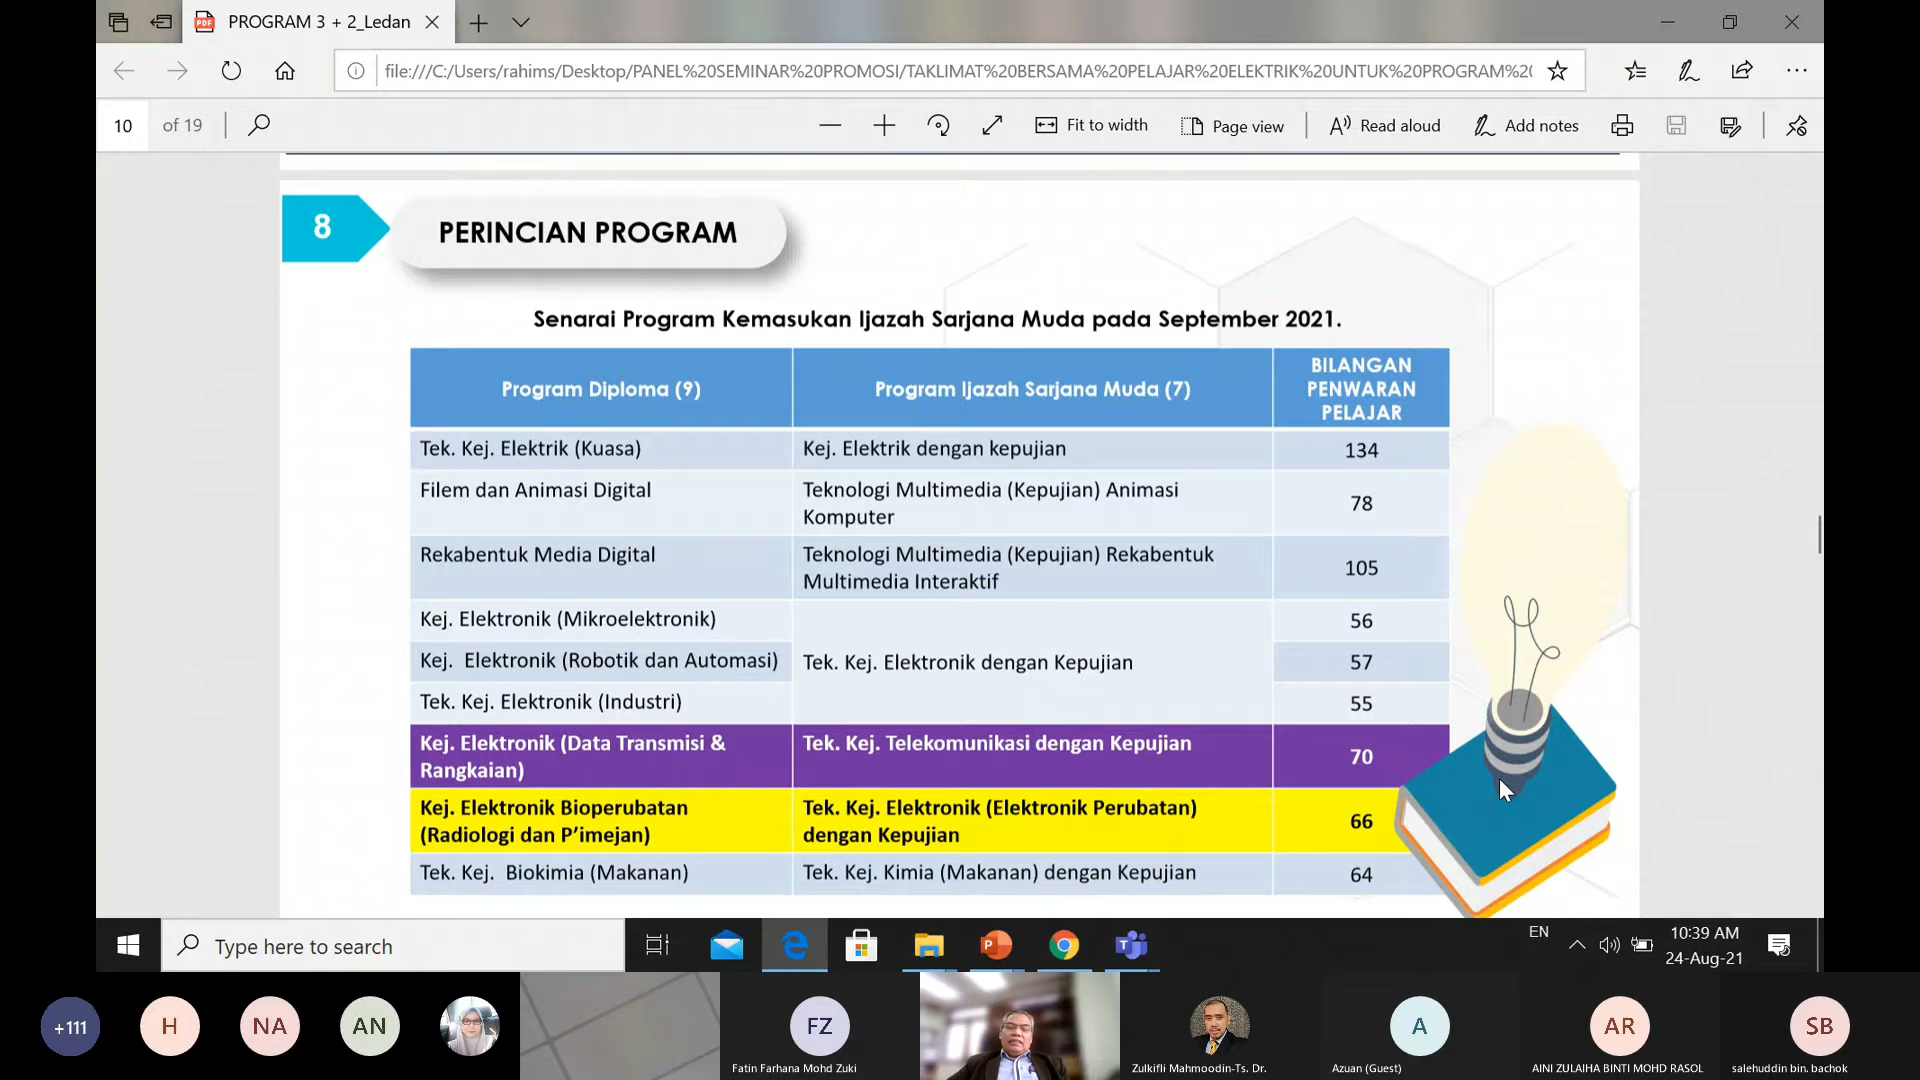 PROGRAM 3 + 2_Ledan
file:///C:/Users/rahims/Desktop/PANEL%20SEMINAR%20PROMOSI/TAKLIMAT%20BERSAMA%20PELAJAR%20ELEKTRIK%20UNTUK%20PROGRAM%20
10 of 19
Fit to width
Page view
Read aloud
Add notes
8
PERINCIAN PROGRAM
Senarai Program Kemasukan Ijazah Sarjana Muda pada September 2021.
Program Diploma (9)
Program Ijazah Sarjana Muda (7)
BILANGAN
PENWARAN
PELAJAR
Tek. Kej. Elektrik (Kuasa)
Kej. Elektrik dengan kepujian
134
Filem dan Animasi Digital
Teknologi Multimedia (Kepujian) Animasi
Komputer
78
Rekabentuk Media Digital
Teknologi Multimedia (Kepujian) Rekabentuk
Multimedia Interaktif
105
Kej. Elektronik (Mikroelektronik)
56
Kej. Elektronik (Robotik dan Automasi)
Tek. Kej. Elektronik dengan Kepujian
57
Tek. Kej. Elektronik (Industri)
55
Kej. Elektronik (Data Transmisi &
Rangkaian)
Tek. Kej. Telekomunikasi dengan Kepujian
70
Kej. Elektronik Bioperubatan
(Radiologi dan P'imejan)
Tek. Kej. Elektronik (Elektronik Perubatan)
dengan Kepujian
66
Tek. Kej. Biokimia (Makanan)
Tek. Kej. Kimia (Makanan) dengan Kepujian
64
Type here to search
EN
10:39 AM
24-Aug-21
+111
H
NA
AN
FZ
Fatin Farhana Mohd Zuki
Zulkifli Mahmoodin-Ts. Dr.
A
Azuan (Guest)
AR
AINI ZULAIHA BINTI MOHD RASOL
SB
salehuddin bin. bachok